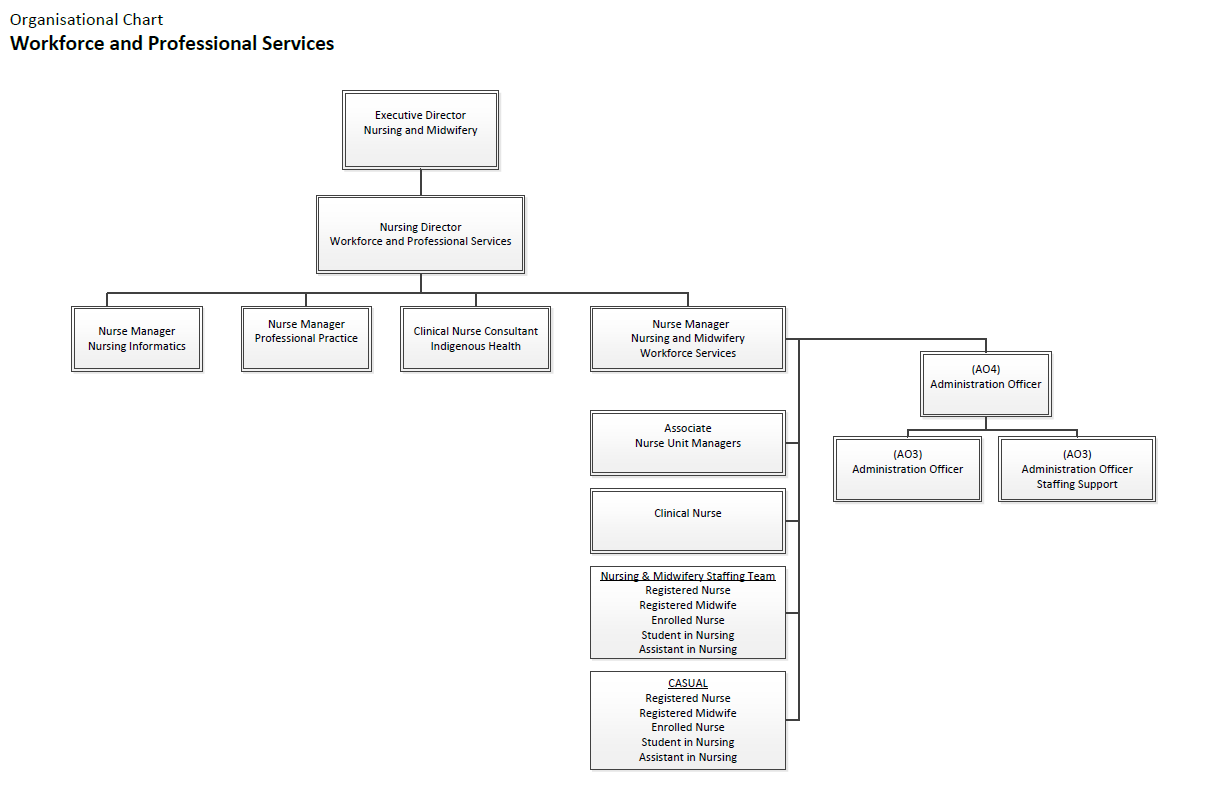 Organisational Chart
Workforce and Professional Services
Executive Director
Nursing and Midwifery
Nursing Director
Workforce and Professional Services
Nurse Manager
Nursing Informatics
Nurse Manager
Professional Practice
Clinical Nurse Consultant
Indigenous Health
Nurse Manager
Nursing and Midwifery
Workforce Services
(AO4)
Administration Officer
(AO3)
Administration Officer
(AO3)
Administration Officer
Staffing Support
Associate
Nurse Unit Managers
Clinical Nurse
Nursing & Midwifery Staffing Team
Registered Nurse
Registered Midwife
Enrolled Nurse
Student in Nursing
Assistant in Nursing
CASUAL
Registered Nurse
Registered Midwife
Enrolled Nurse
Student in Nursing
Assistant in Nursing